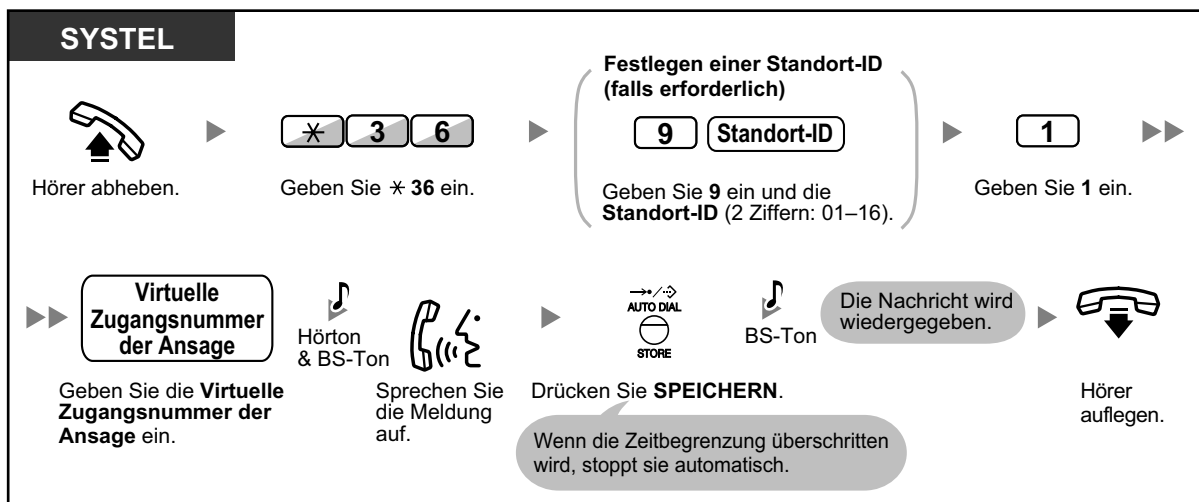 SYSTEL
Festlegen einer Standort-ID
(falls erforderlich)
✳ 3 6
9 Standort-ID
1
Hörer abheben.
Geben Sie ✳ 36 ein.
Geben Sie 9 ein und die
Standort-ID (2 Ziffern: 01–16).
Geben Sie 1 ein.
Virtuelle
Zugangsnummer
der Ansage
Hörton
& BS-Ton
AUTO DIAL
STORE
BS-Ton
Die Nachricht wird
wiedergegeben.
Geben Sie die Virtuelle
Zugangsnummer der
Ansage ein.
Sprechen Sie
die Meldung
auf.
Drücken Sie SPEICHERN.
Wenn die Zeitbegrenzung überschritten
wird, stoppt sie automatisch.
Hörer
auflegen.